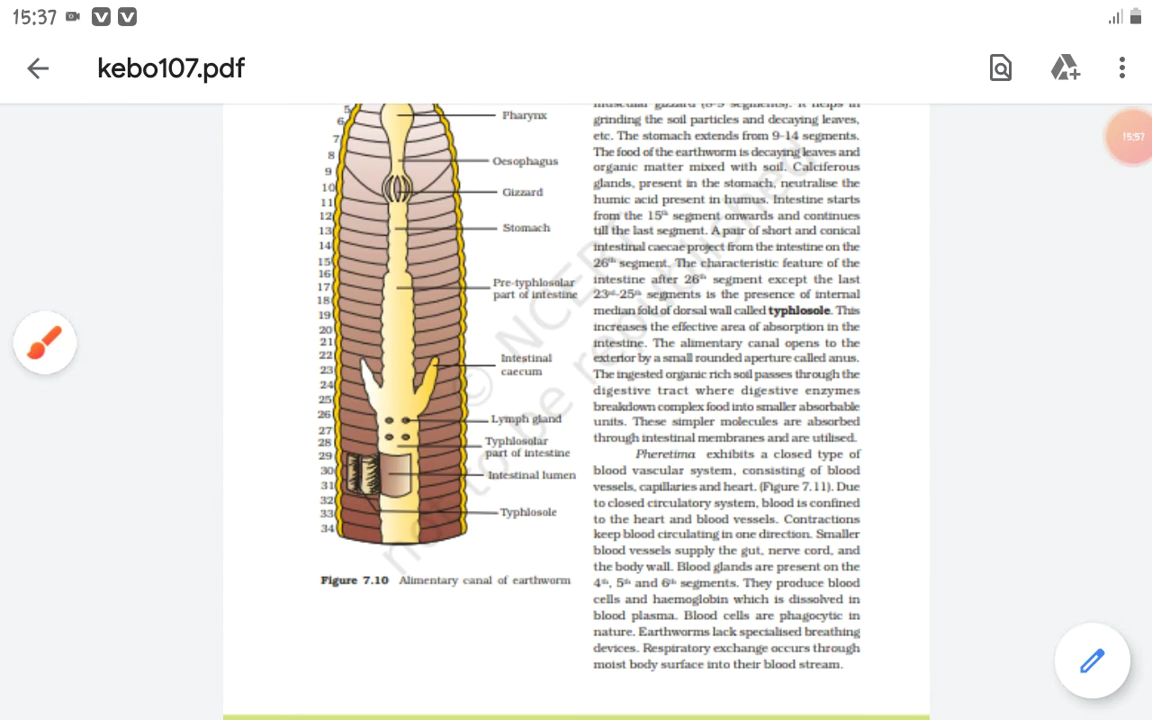 15:37
kebo107.pdf
15:57
5
6
7
8
9
10
11
12
13
14
15
16
17
18
19
20
21
22
23
24
25
26
27
28
29
30
31
32
33
34
Pharynx
Oesophagus
Gizzard
Stomach
Pre-typhlosolar
part of intestine
Intestinal
caecum
Lymph gland
Typhlosolar
part of intestine
Intestinal lumen
Typhlosole
Figure 7.10 Alimentary canal of earthworm
muscular gizzard (8-9 segments). It helps in
grinding the soil particles and decaying leaves,
etc. The stomach extends from 9-14 segments.
The food of the earthworm is decaying leaves and
organic matter mixed with soil. Calciferous
glands, present in the stomach, neutralise the
humic acid present in humus. Intestine starts
from the 15th segment onwards and continues
till the last segment. A pair of short and conical
intestinal caecae project from the intestine on the
26th segment. The characteristic feature of the
intestine after 26th segment except the last
23rd-25th segments is the presence of internal
median fold of dorsal wall called typhlosole. This
increases the effective area of absorption in the
intestine. The alimentary canal opens to the
exterior by a small rounded aperture called anus.
The ingested organic rich soil passes through the
digestive tract where digestive enzymes
breakdown complex food into smaller absorbable
units. These simpler molecules are absorbed
through intestinal membranes and are utilised.
Pheretima exhibits a closed type of
blood vascular system, consisting of blood
vessels, capillaries and heart. (Figure 7.11). Due
to closed circulatory system, blood is confined
to the heart and blood vessels. Contractions
keep blood circulating in one direction. Smaller
blood vessels supply the gut, nerve cord, and
the body wall. Blood glands are present on the
4th, 5th and 6th segments. They produce blood
cells and haemoglobin which is dissolved in
blood plasma. Blood cells are phagocytic in
nature. Earthworms lack specialised breathing
devices. Respiratory exchange occurs through
moist body surface into their blood stream.
© NCERT
not to be republished